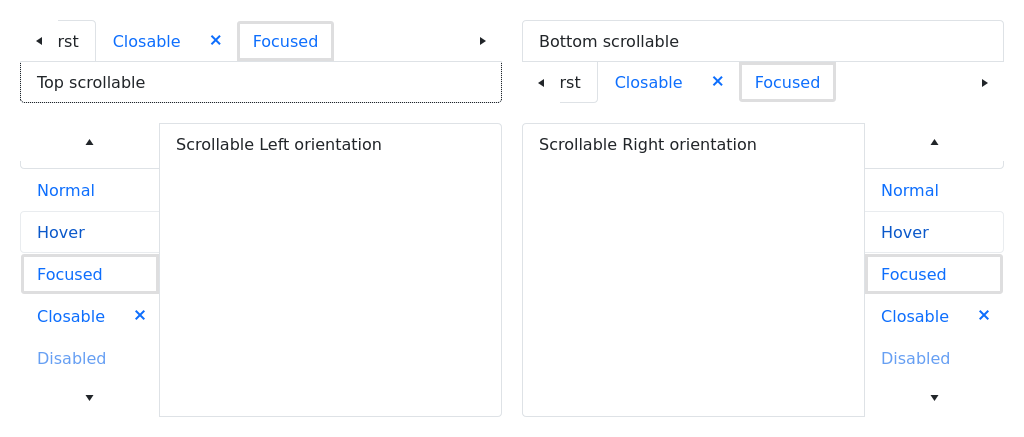 rst Closable × Focused
Top scrollable
Bottom scrollable
rst Closable × Focused
Scrollable Left orientation
Normal
Hover
Focused
Closable ×
Disabled
Scrollable Right orientation
Normal
Hover
Focused
Closable ×
Disabled